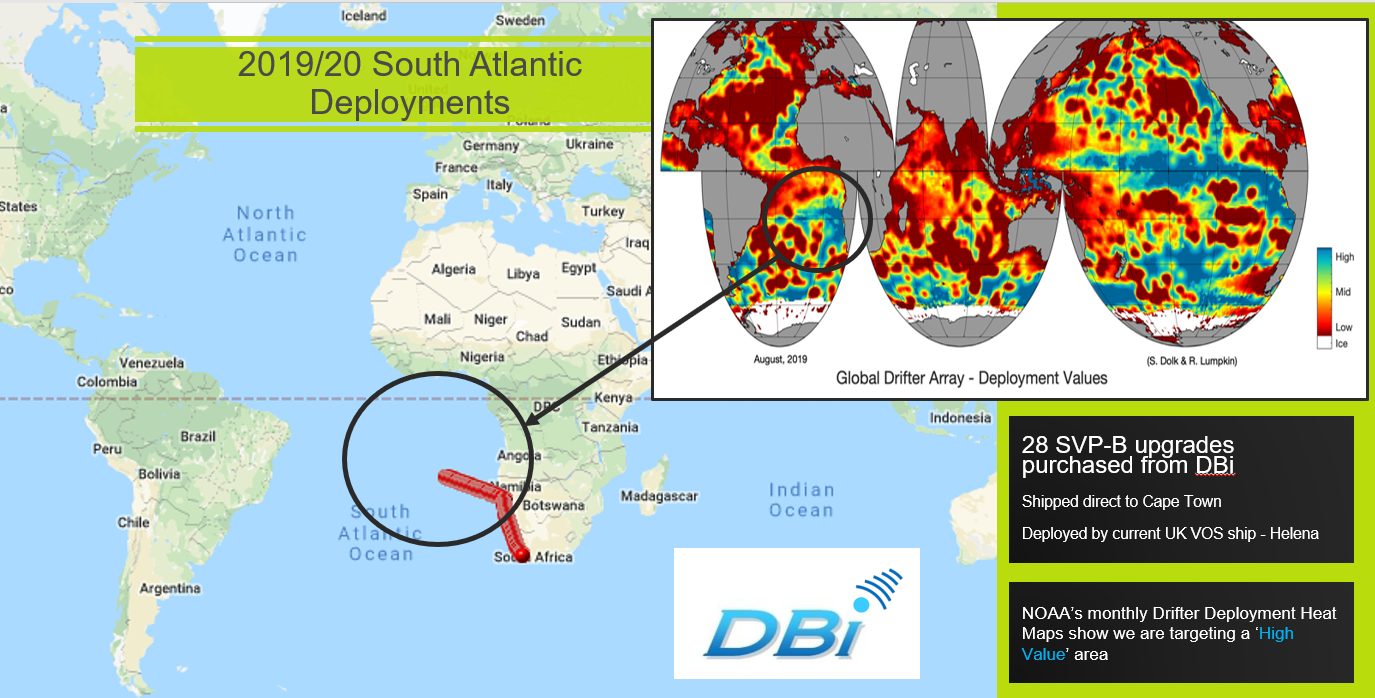 Iceland
Sweden
2019/20 South Atlantic
Deployments
United
Poland
Germany
Ukraine
France
Italy
Spain
Turkey
States
North
Atlantic
Ocean
Iraq
Algeria
Libya
Egypt
Saudi A
co
a
Mali
Niger
Sudan
Chad
Nigeria
Ethiopia
Venezuela
Colombia
DRC
Kenya
Tanzania
Indonesia
Brazil
Peru
Angola
Bolivia
Namibia
Botswana
Madagascar
Indian
Ocean
South
Atlantic
Ocean
Chile
South Africa
Argentina
High
Mid
Low
Ice
August, 2019
(S. Dolk & R. Lumpkin)
Global Drifter Array - Deployment Values
28 SVP-B upgrades
purchased from DBi
Shipped direct to Cape Town
Deployed by current UK VOS ship - Helena
DBi
NOAA’s monthly Drifter Deployment Heat
Maps show we are targeting a ‘High
Value’ area